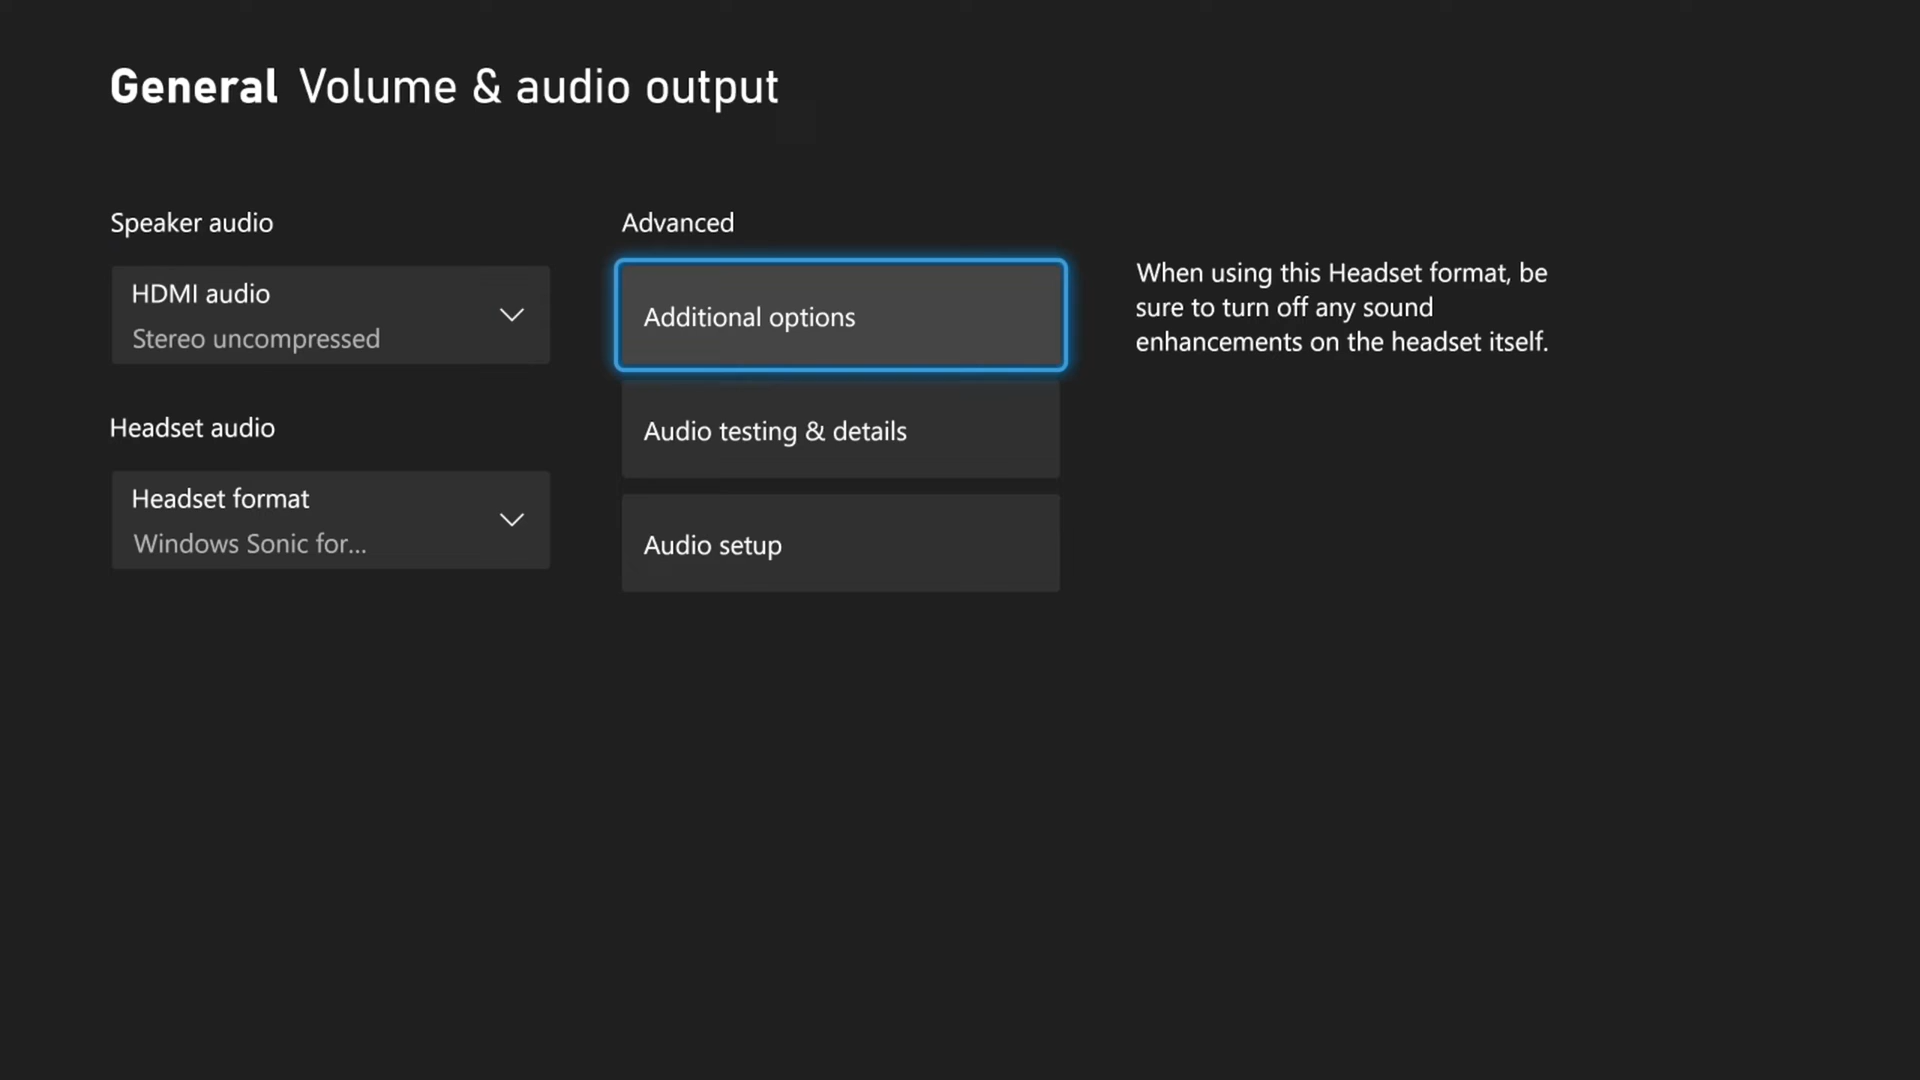 General Volume & audio output
Speaker audio
HDMI audio
Stereo uncompressed
Headset audio
Headset format
Windows Sonic for...
Advanced
Additional options
Audio testing & details
Audio setup
When using this Headset format, be
sure to turn off any sound
enhancements on the headset itself.